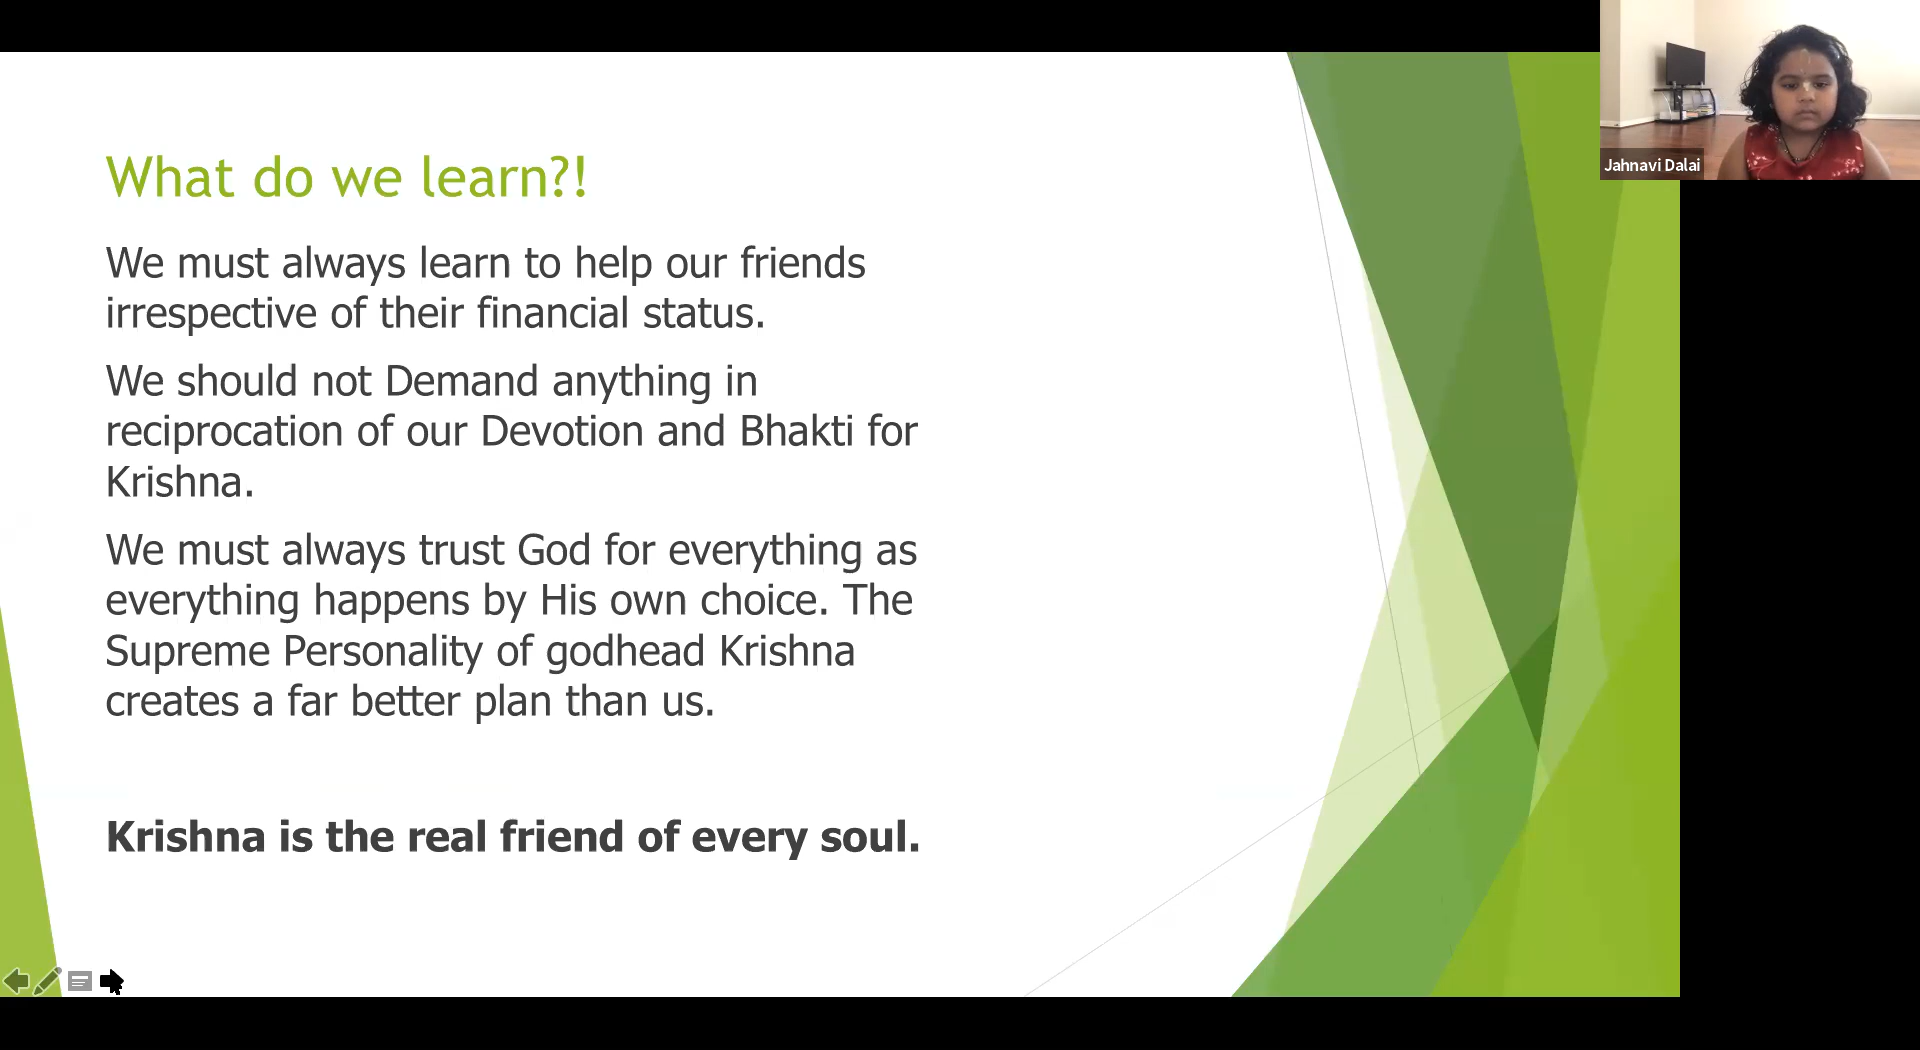 What do we learn?!
We must always learn to help our friends
irrespective of their financial status.
We should not Demand anything in
reciprocation of our Devotion and Bhakti for
Krishna.
We must always trust God for everything as
everything happens by His own choice. The
Supreme Personality of godhead Krishna
creates a far better plan than us.
Krishna is the real friend of every soul.
Jahnavi Dalai